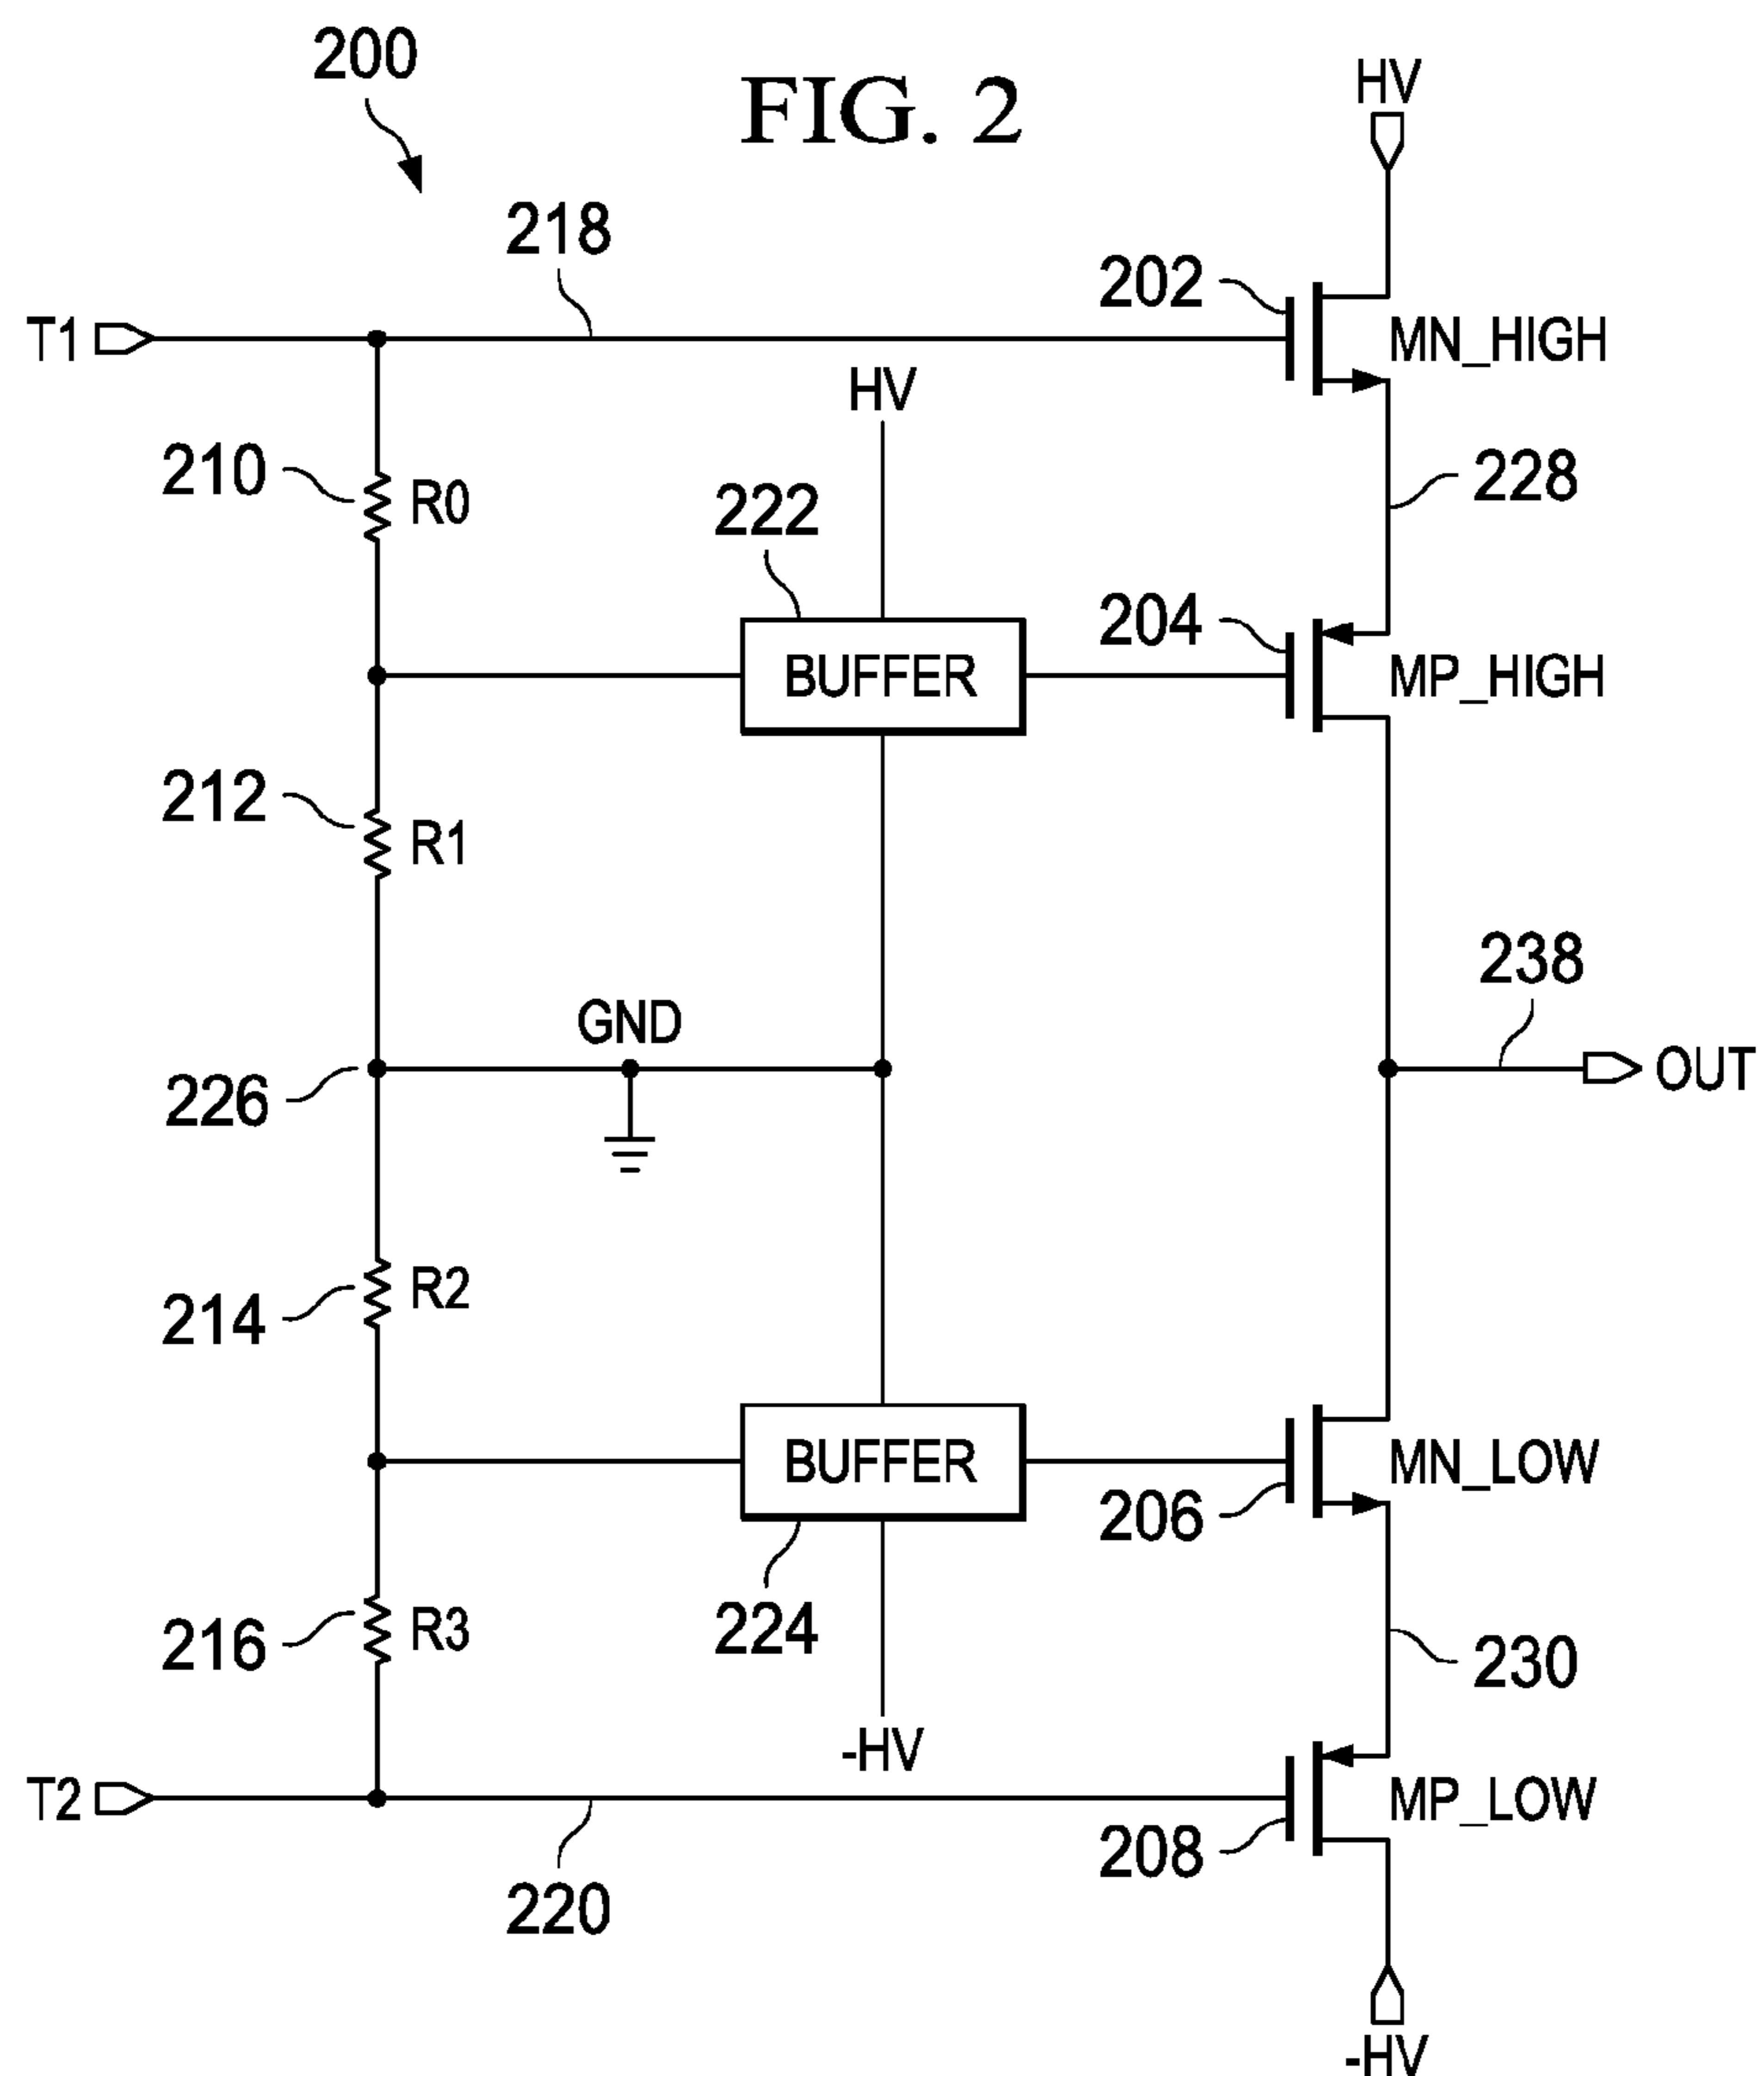 200
FIG. 2
HV
218
202
T1
MN_HIGH
HV
210
R0
222
228
204
BUFFER
MP_HIGH
212
R1
238
GND
OUT
226
214
R2
BUFFER
MN_LOW
206
216
R3
224
230
-HV
T2
MP_LOW
208
220
-HV